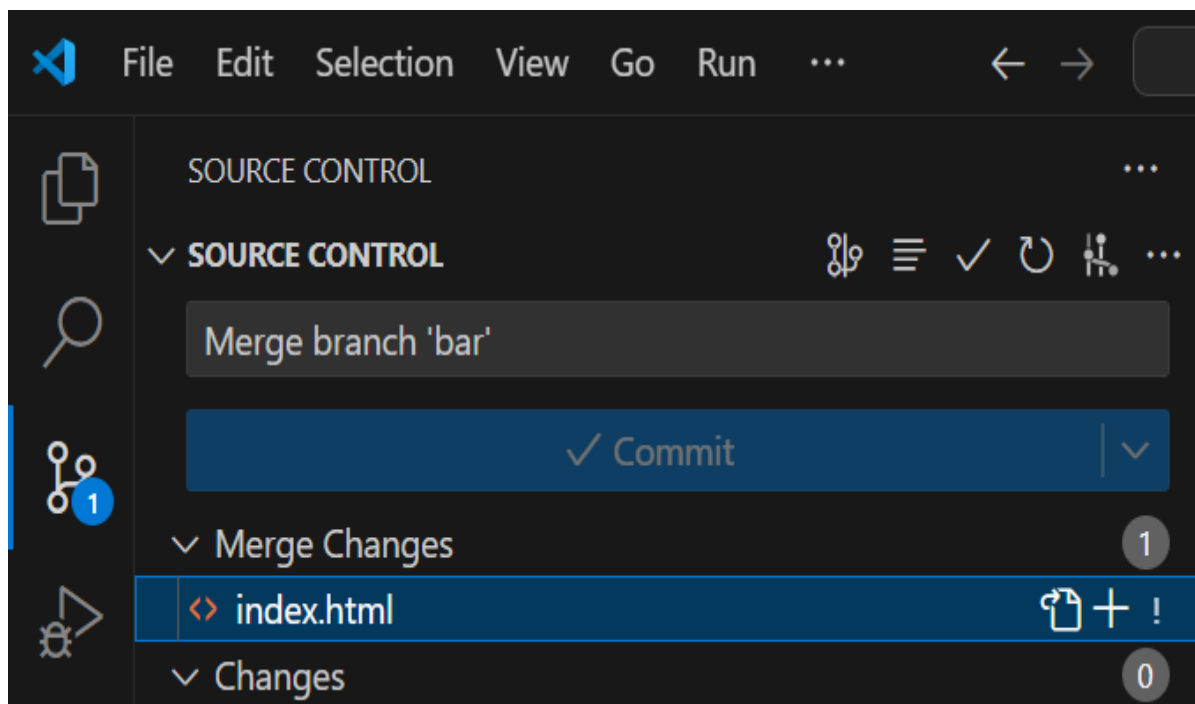 File Edit Selection View Go Run ...
SOURCE CONTROL ...
SOURCE CONTROL ...
Merge branch 'bar'
Commit
1
Merge Changes 1
<> index.html !
Changes 0